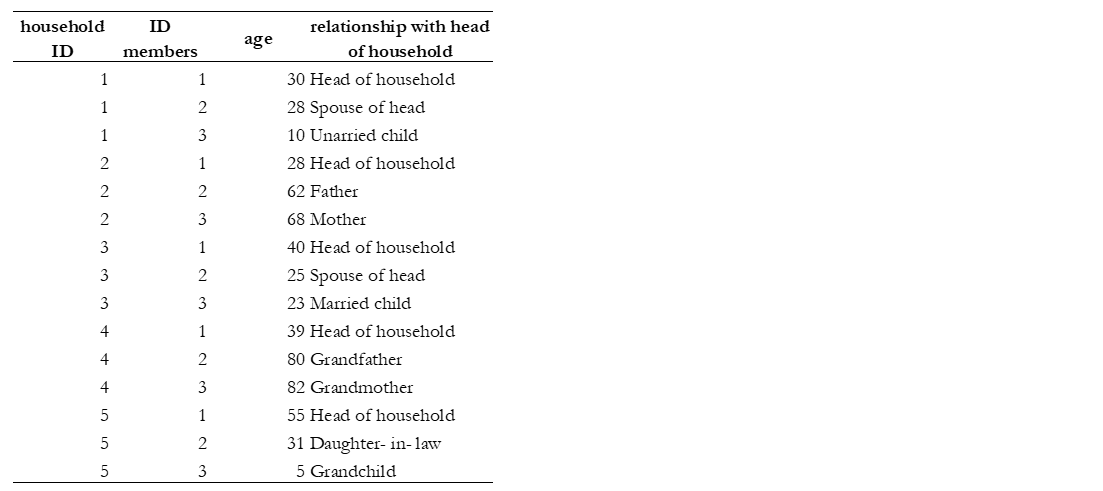 household ID relationship with head
ID members age of household
1 1 30 Head of household
1 2 28 Spouse of head
1 3 10 Unarried child
2 1 28 Head of household
2 2 62 Father
2 3 68 Mother
3 1 40 Head of household
3 2 25 Spouse of head
3 3 23 Married child
4 1 39 Head of household
4 2 80 Grandfather
4 3 82 Grandmother
5 1 55 Head of household
5 2 31 Daughter- in- law
5 3 5 Grandchild